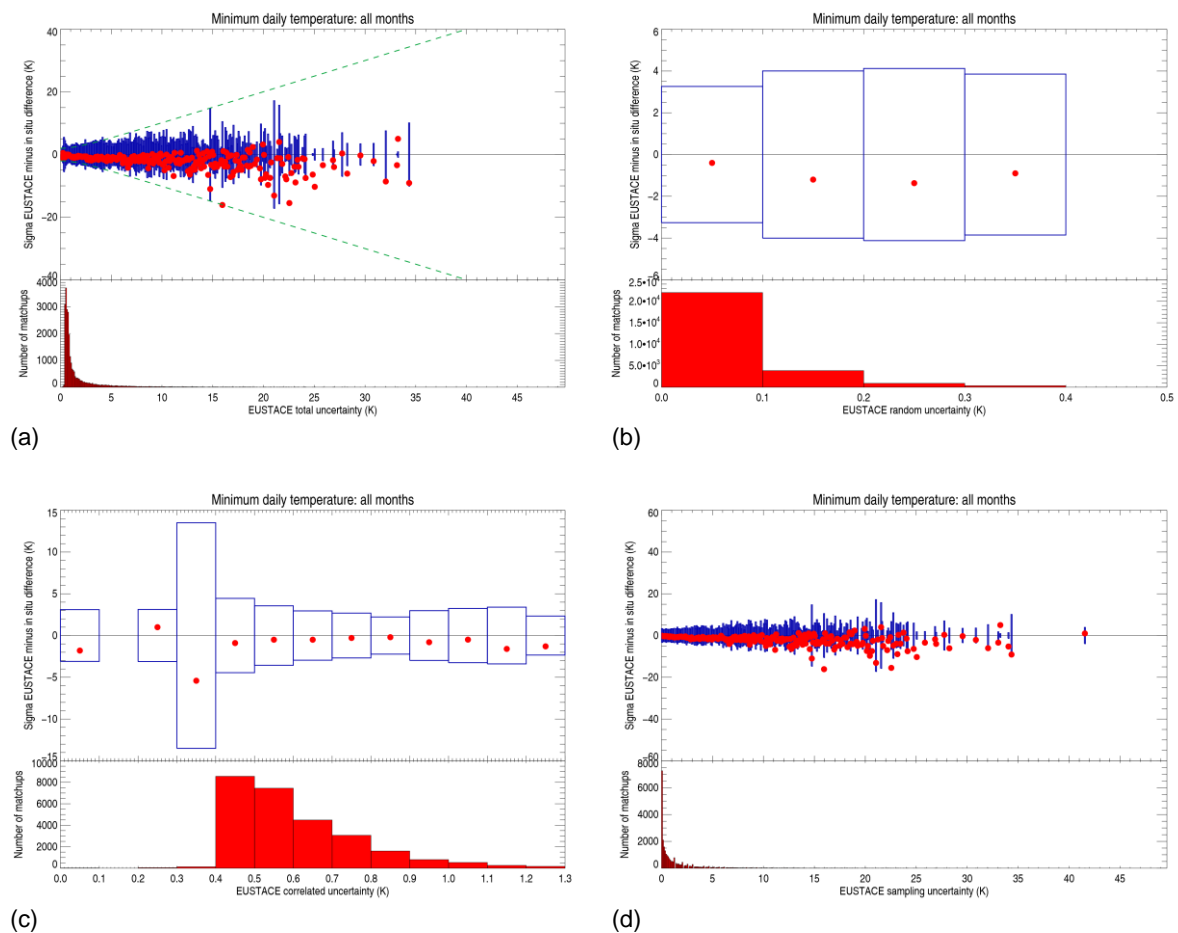 Minimum daily temperature: all months
Sigma EUSTACE minus in situ difference (K)
40
20
0
−20
−40
Number of matchups
4000
3000
2000
1000
0
0 5 10 15 20 25 30 35 40 45
EUSTACE total uncertainty (K)
(a)
Minimum daily temperature: all months
Sigma EUSTACE minus in situ difference (K)
6
4
2
0
−2
−4
−6
Number of matchups
2.5•10⁴
2.0•10⁴
1.5•10⁴
1.0•10⁴
5.0•10³
0
0.0 0.1 0.2 0.3 0.4 0.5
EUSTACE random uncertainty (K)
(b)
Minimum daily temperature: all months
Sigma EUSTACE minus in situ difference (K)
15
10
5
0
−5
−10
−15
Number of matchups
10000
8000
6000
4000
2000
0
0.0 0.1 0.2 0.3 0.4 0.5 0.6 0.7 0.8 0.9 1.0 1.1 1.2 1.3
EUSTACE correlated uncertainty (K)
(c)
Minimum daily temperature: all months
Sigma EUSTACE minus in situ difference (K)
60
40
20
0
−20
−40
−60
Number of matchups
8000
6000
4000
2000
0
0 5 10 15 20 25 30 35 40 45
EUSTACE sampling uncertainty (K)
(d)